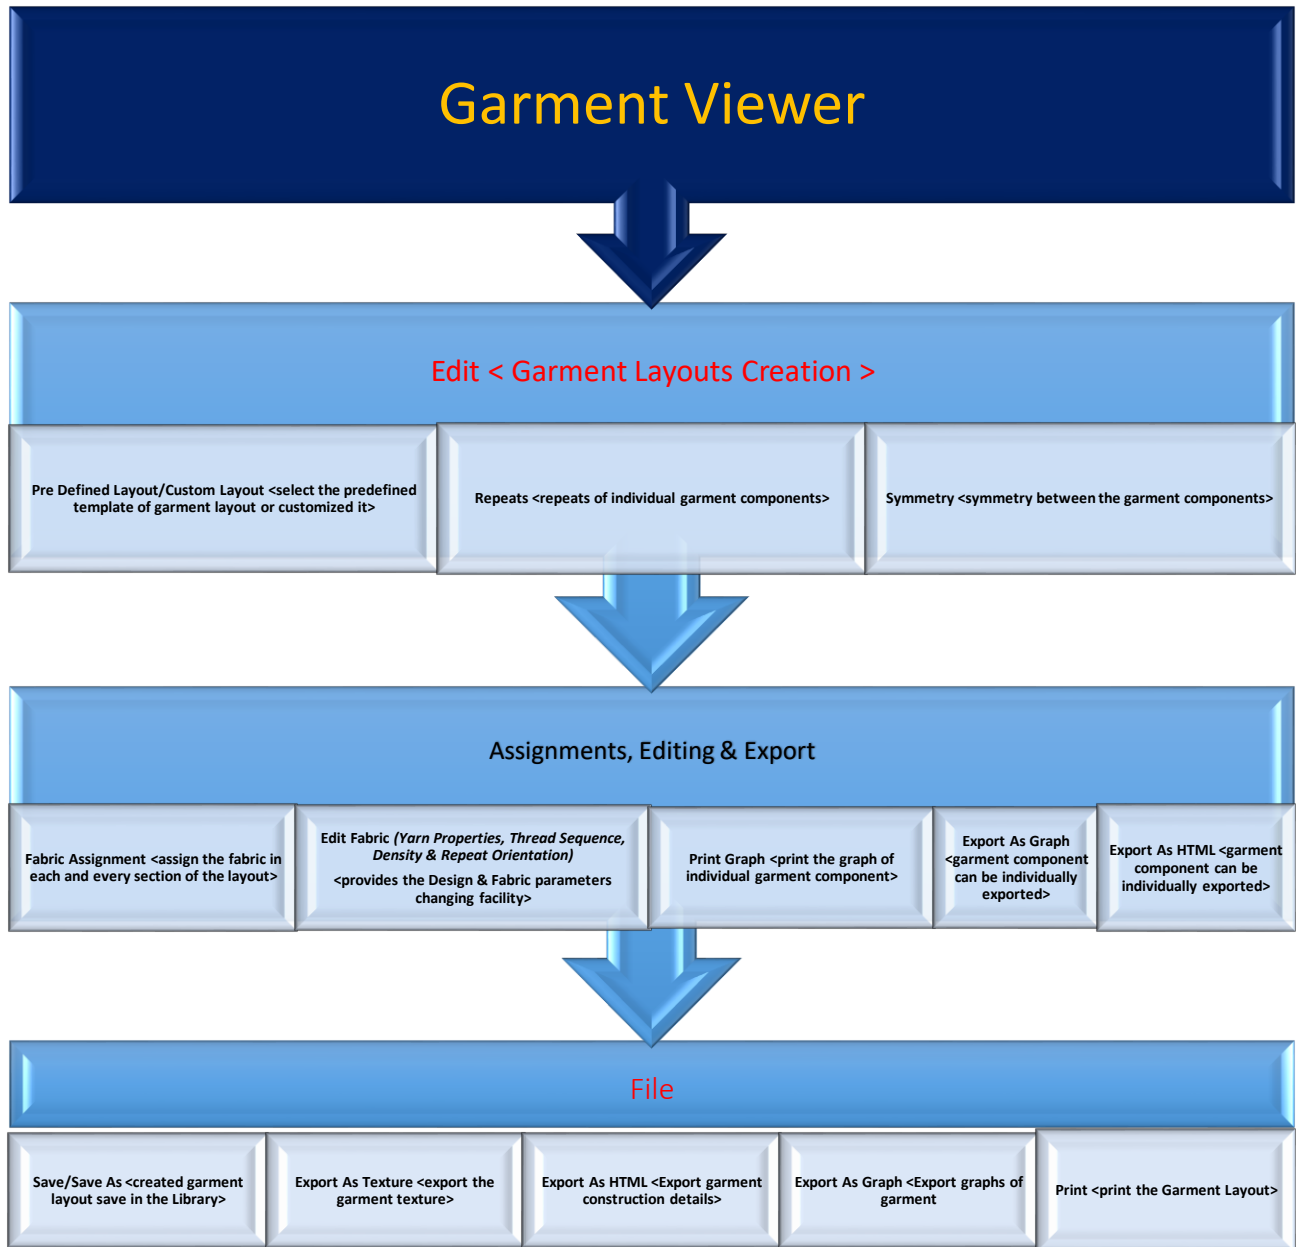 Garment Viewer
Edit < Garment Layouts Creation >
Pre Defined Layout/Custom Layout <select the predefined
template of garment layout or customized it>
Repeats <repeats of individual garment components>
Symmetry <symmetry between the garment components>
Assignments, Editing & Export
Fabric Assignment <assign the fabric in
each and every section of the layout>
Edit Fabric (Yarn Properties, Thread Sequence,
Density & Repeat Orientation)
<provides the Design & Fabric parameters
changing facility>
Print Graph <print the graph of
individual garment component>
Export As Graph
<garment component
can be individually
exported>
Export As HTML <garment
component can be
individually exported>
File
Save/Save As <created garment
layout save in the Library>
Export As Texture <export the
garment texture>
Export As HTML <Export garment
construction details>
Export As Graph <Export graphs of
garment
Print <print the Garment Layout>